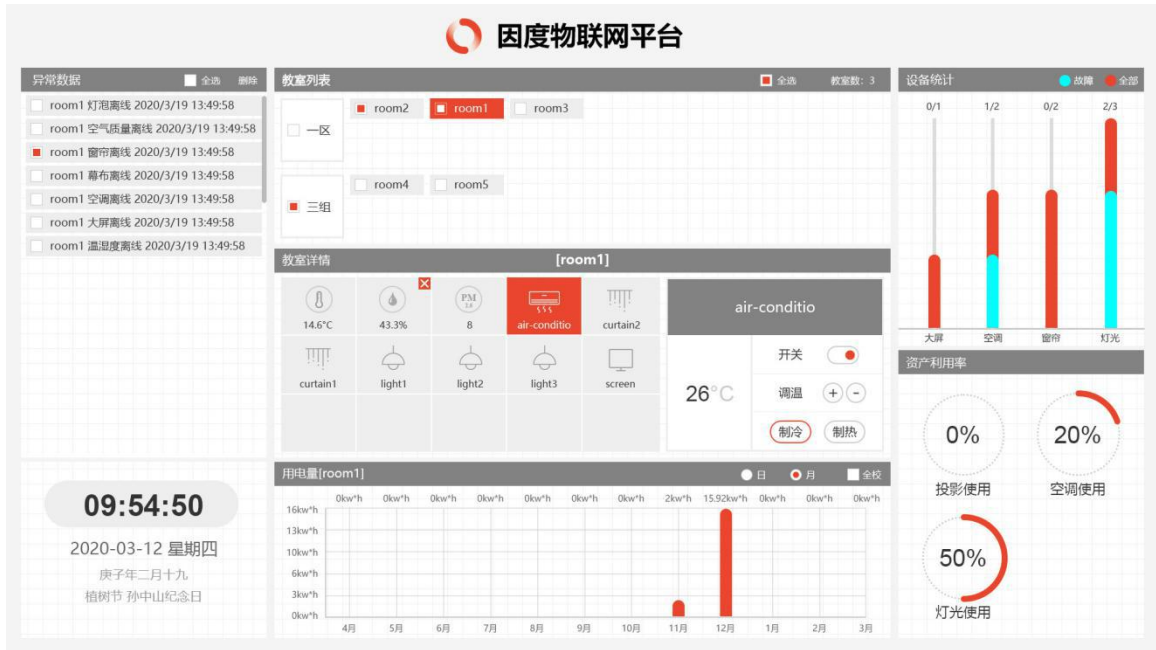 因度物联网平台
异常数据 全选 删除
room1 灯泡离线 2020/3/19 13:49:58
room1 空气质量离线 2020/3/19 13:49:58
room1 窗帘离线 2020/3/19 13:49:58
room1 幕布离线 2020/3/19 13:49:58
room1 空调离线 2020/3/19 13:49:58
room1 大屏离线 2020/3/19 13:49:58
room1 温湿度离线 2020/3/19 13:49:58
09:54:50
2020-03-12 星期四
庚子年二月十九
植树节 孙中山纪念日
教室列表 全选 教室数: 3
一区 room2 room1 room3
三组 room4 room5
教室详情 [room1]
PM
14.6°C 43.3% 8 air-conditio curtain2
curtain1 light1 light2 light3 screen
air-conditio
26°C
开关
调温 + -
制冷 制热
用电量[room1] 日 月 全校
0kw*h 0kw*h 0kw*h 0kw*h 0kw*h 0kw*h 0kw*h 2kw*h 15.92kw*h 0kw*h 0kw*h 0kw*h
16kw*h
13kw*h
10kw*h
6kw*h
3kw*h
0kw*h
4月 5月 6月 7月 8月 9月 10月 11月 12月 1月 2月 3月
设备统计 故障 全部
0/1 1/2 0/2 2/3
大屏 空调 窗帘 灯光
资产利用率
0% 20%
投影使用 空调使用
50%
灯光使用